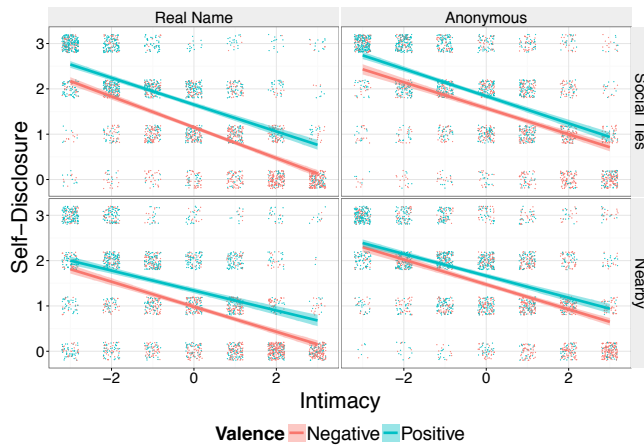 Real Name
Anonymous
3
2
1
0
Social Ties
3
2
1
0
Nearby
Self-Disclosure
−2
0
2
−2
0
2
Intimacy
Valence Negative Positive